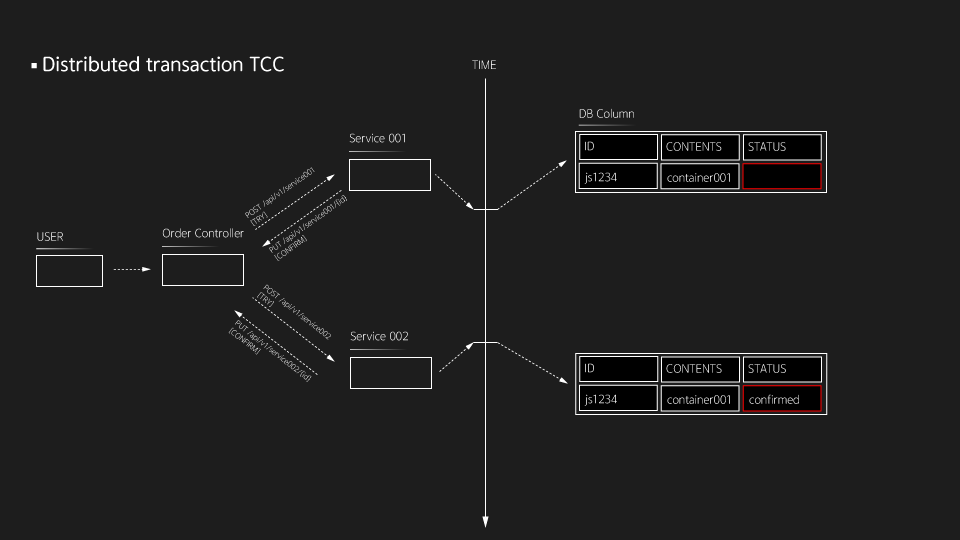 ▪ Distributed transaction TCC
TIME
DB Column
Service 001
ID CONTENTS STATUS
js1234 container001
POST /api/v1/service001
[TRY]
PUT /api/v1/service001/{id}
[CONFIRM]
USER
Order Controller
POST /api/v1/service002
[TRY]
PUT /api/v1/service002/{id}
[CONFIRM]
Service 002
ID CONTENTS STATUS
js1234 container001 confirmed